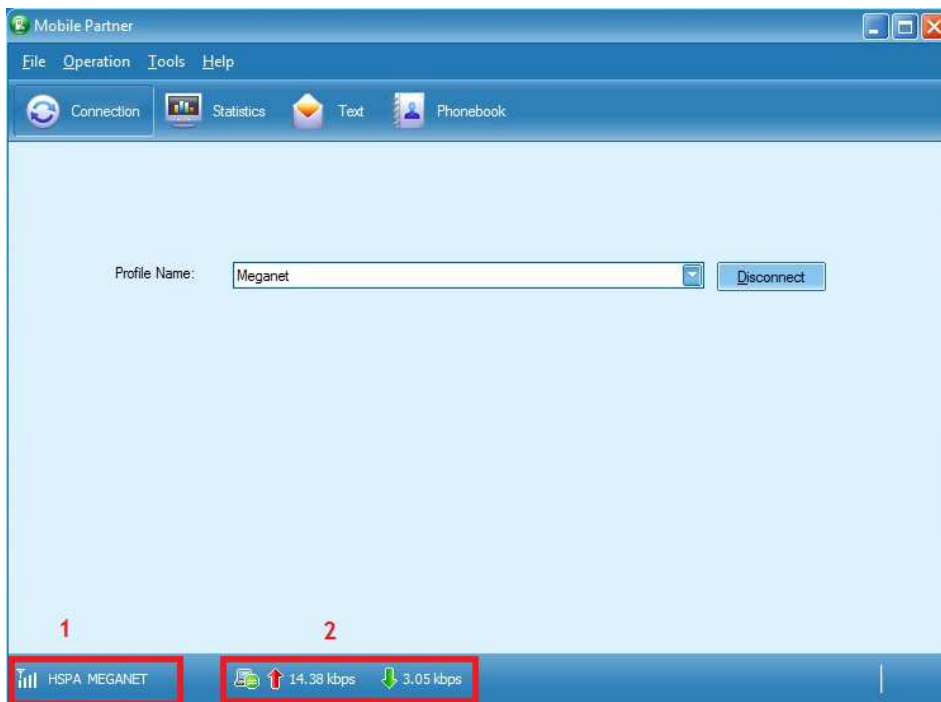 Mobile Partner
File Operation Tools Help
Connection Statistics Text Phonebook
Profile Name: Meganet Disconnect
1 2
HSPA MEGANET 14.38 kbps 3.05 kbps